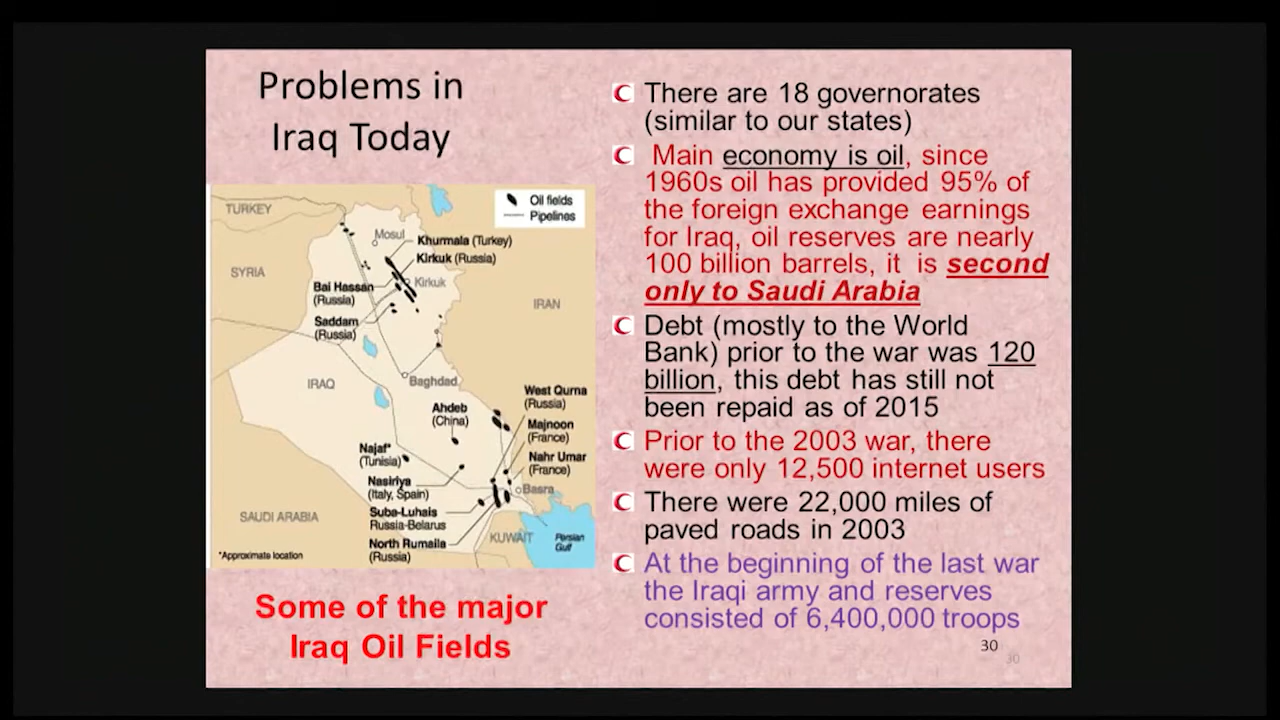 Problems in
Iraq Today
TURKEY
SYRIA
IRAN
IRAQ
SAUDI ARABIA
KUWAIT
Persian
Gulf
Oil fields
Pipelines
Mosul
Khurmala (Turkey)
Kirkuk (Russia)
Kirkuk
Bai Hassan
(Russia)
Saddam
(Russia)
Baghdad
West Qurna
(Russia)
Ahdeb
(China)
Majnoon
(France)
Najaf*
(Tunisia)
Nahr Umar
(France)
Nasiriya
(Italy, Spain)
Basra
Suba-Luhais
Russia-Belarus
North Rumaila
(Russia)
*Approximate location
Some of the major
Iraq Oil Fields
There are 18 governorates
(similar to our states)
Main economy is oil, since
1960s oil has provided 95% of
the foreign exchange earnings
for Iraq, oil reserves are nearly
100 billion barrels, it is second
only to Saudi Arabia
Debt (mostly to the World
Bank) prior to the war was 120
billion, this debt has still not
been repaid as of 2015
Prior to the 2003 war, there
were only 12,500 internet users
There were 22,000 miles of
paved roads in 2003
At the beginning of the last war
the Iraqi army and reserves
consisted of 6,400,000 troops
30
30